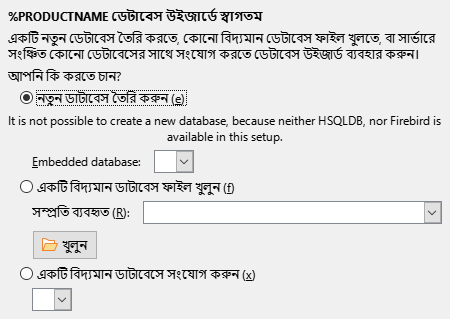 %PRODUCTNAME ডেটাবেস উইজার্ডে স্বাগতম
একটি নতুন ডেটাবেস তৈরি করতে, কোনো বিদ্যমান ডেটাবেস ফাইল খুলতে, বা সার্ভারে
সংঞ্চিত কোনো ডেটাবেসের সাথে সংযোগ করতে ডেটাবেস উইজার্ড ব্যবহার করুন।
আপনি কি করতে চান?
নতুন ডাটাবেস তৈরি করুন (e)
It is not possible to create a new database, because neither HSQLDB, nor Firebird is
available in this setup.
Embedded database:
একটি বিদ্যমান ডাটাবেস ফাইল খুলুন (f)
সম্প্রতি ব্যবহৃত (R):
খুলুন
একটি বিদ্যমান ডাটাবেসে সংযোগ করুন (x)